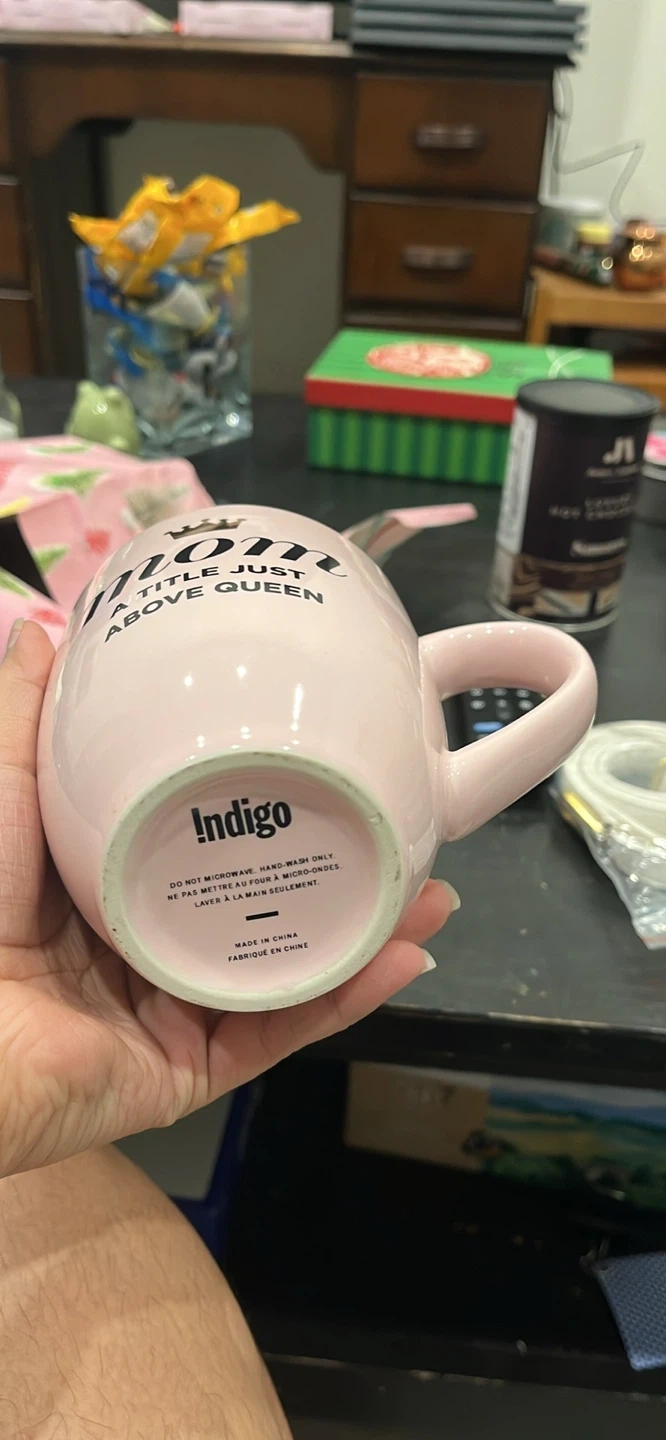 mom
A TITLE JUST
ABOVE QUEEN
!ndigo
DO NOT MICROWAVE. HAND-WASH ONLY.
NE PAS METTRE AU FOUR À MICRO-ONDES.
LAVER À LA MAIN SEULEMENT.
MADE IN CHINA
FABRIQUÉ EN CHINE